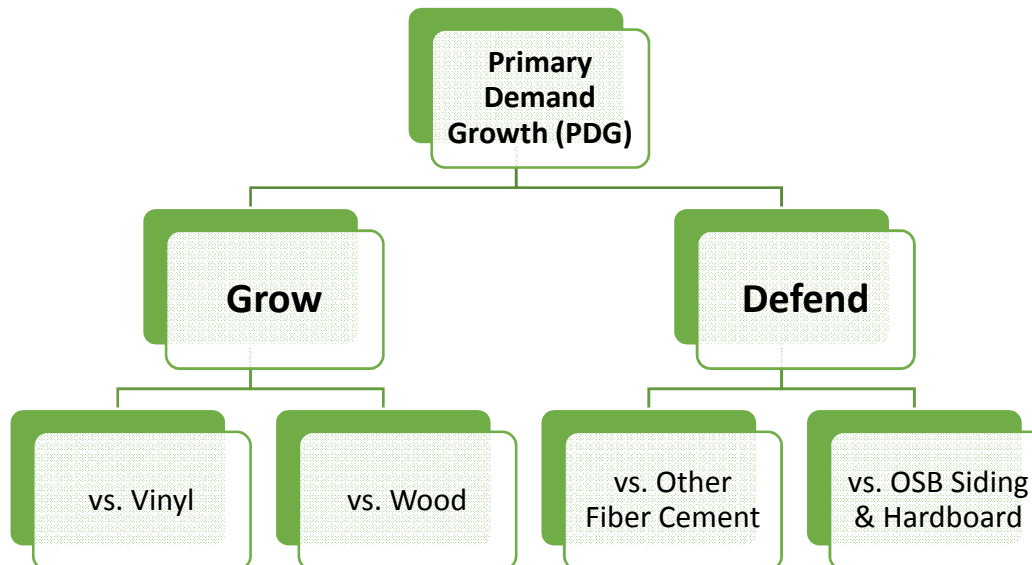 Primary
Demand
Growth (PDG)
Grow
Defend
vs. Vinyl
vs. Wood
vs. Other
Fiber Cement
vs. OSB Siding
& Hardboard